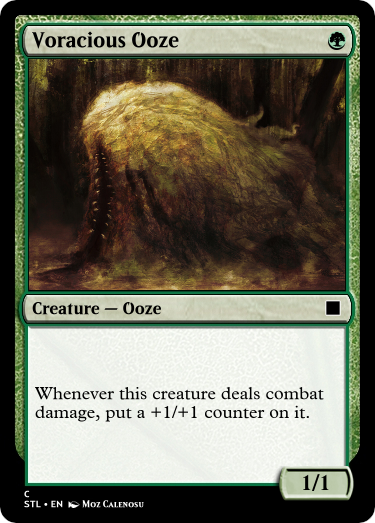 Voracious Ooze
Creature — Ooze
Whenever this creature deals combat
damage, put a +1/+1 counter on it.
1/1
C
STL • EN Moz Calenosu